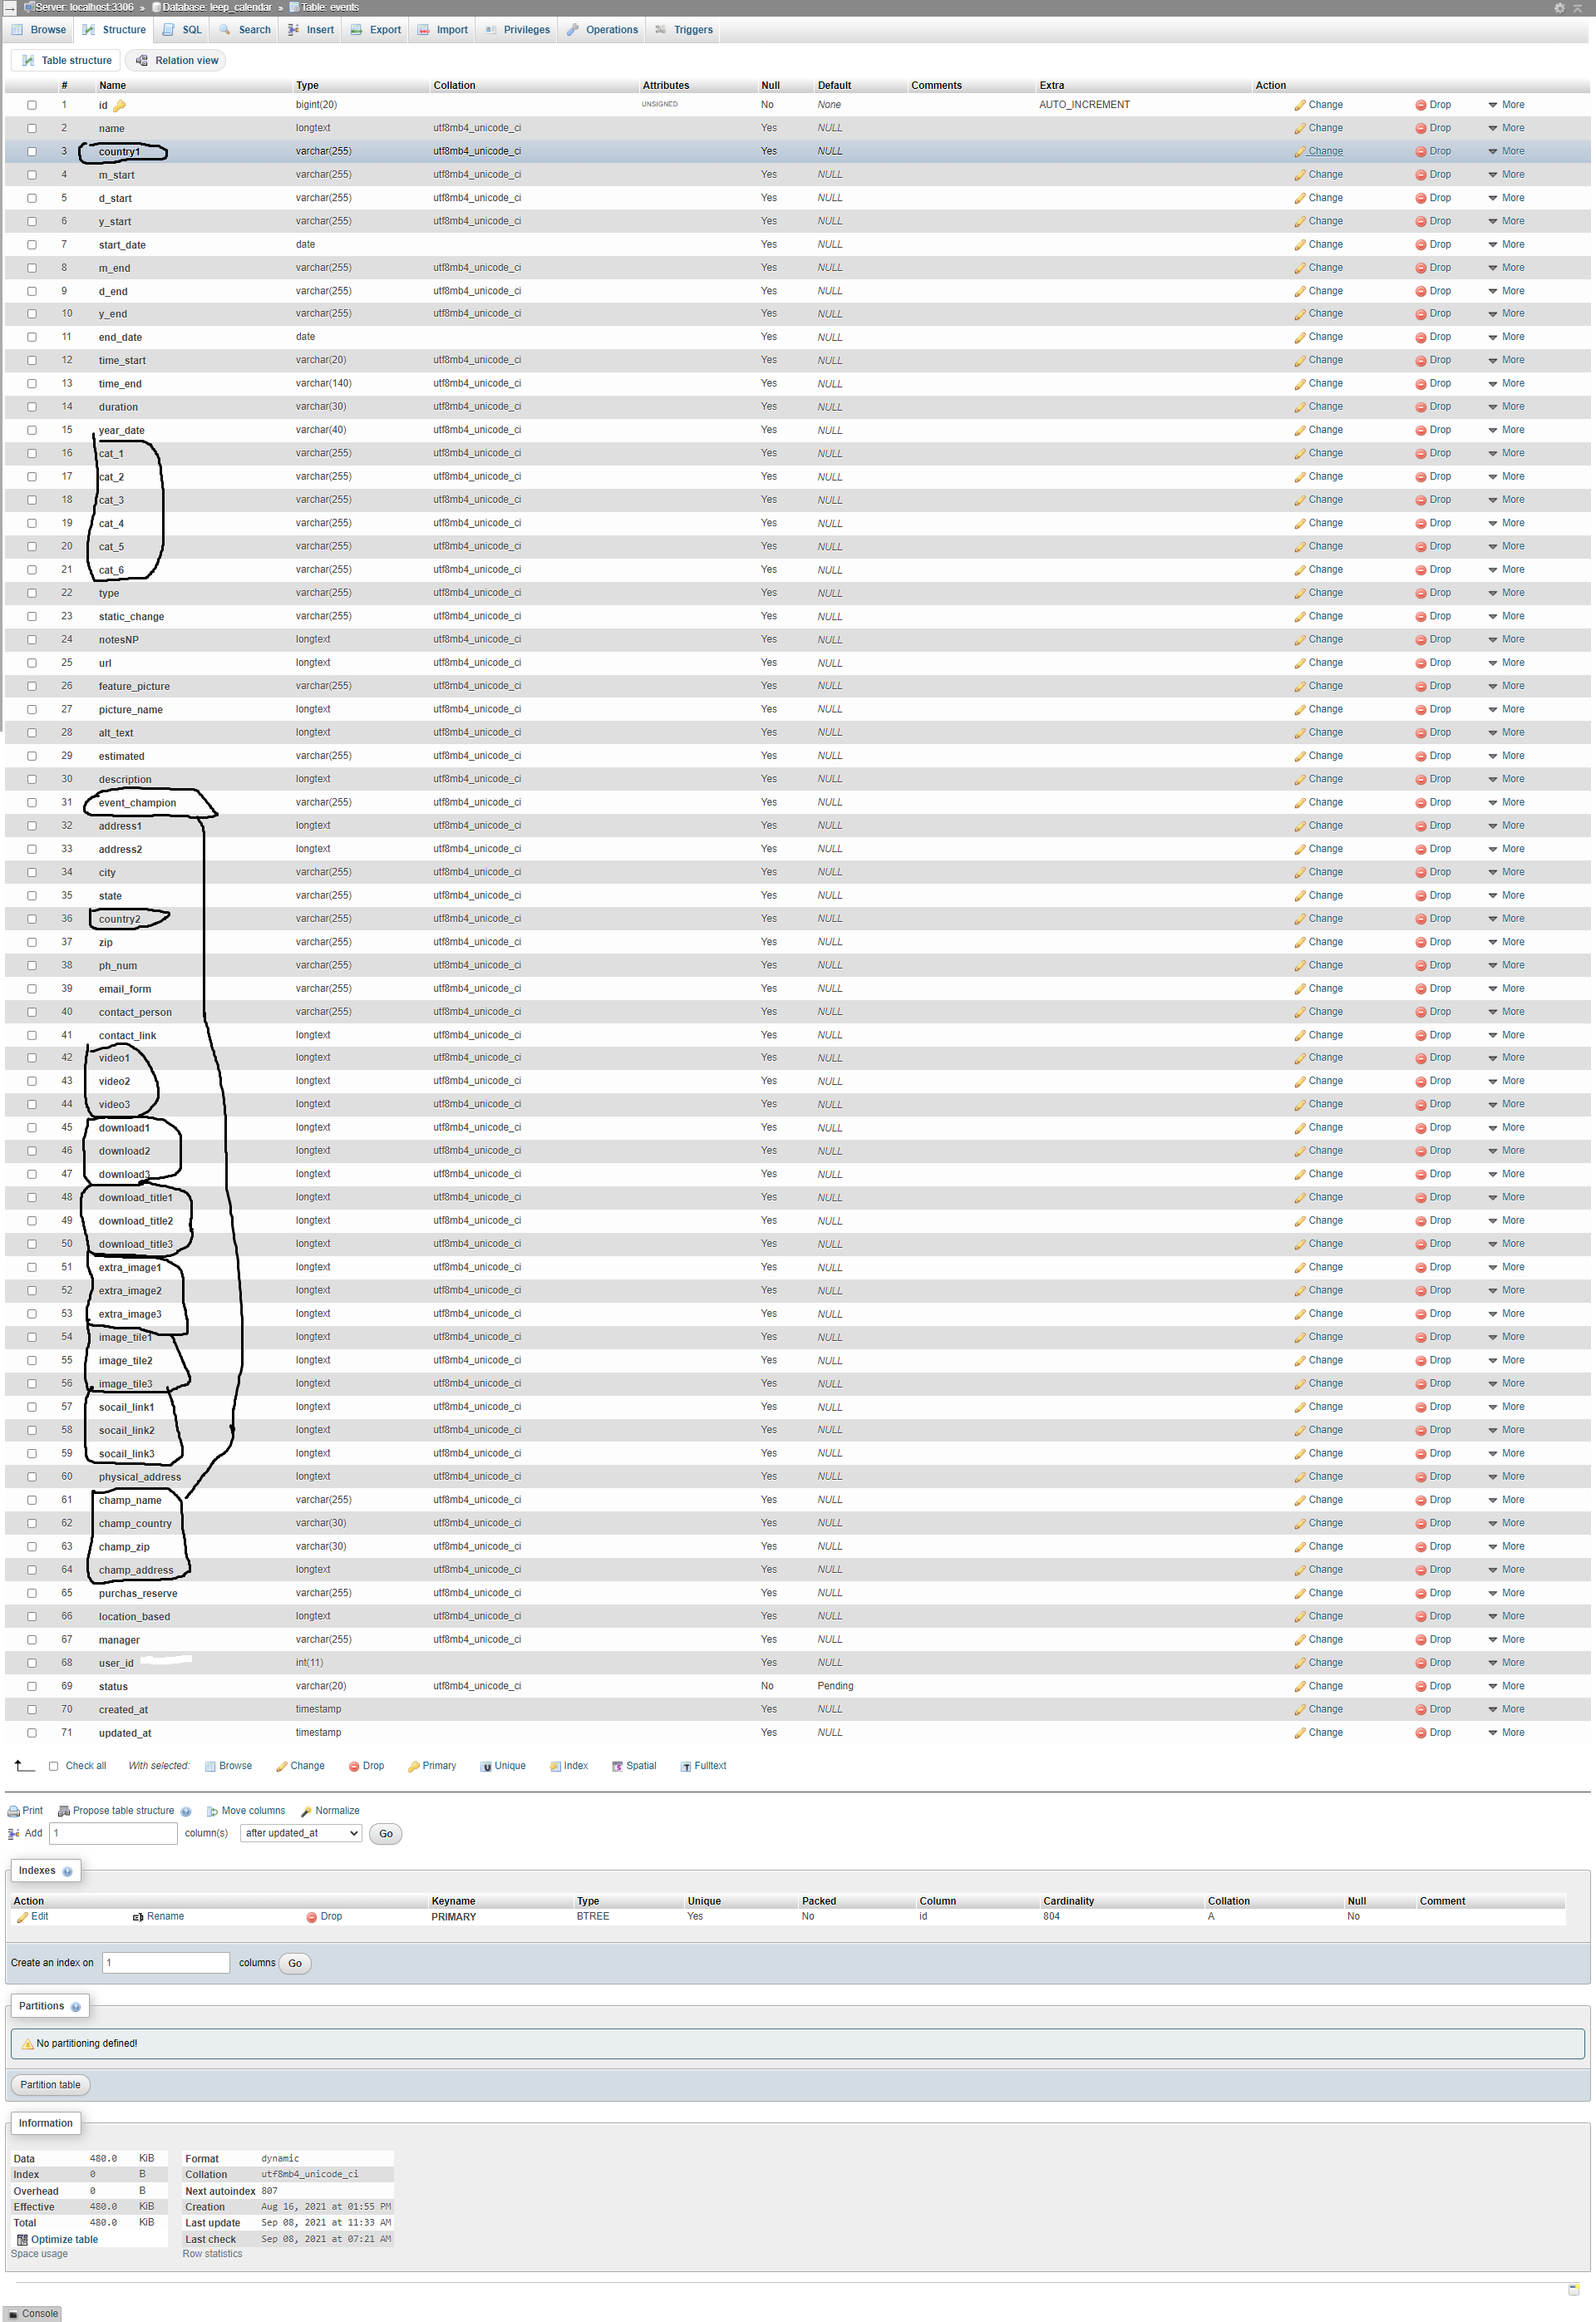 Server: localhost:3306 » Database: leep_calendar » Table: events
Browse Structure SQL Search Insert Export Import Privileges Operations Triggers
Table structure Relation view
# Name Type Collation Attributes Null Default Comments Extra Action
1 id bigint(20) UNSIGNED No None AUTO_INCREMENT Change Drop More
2 name longtext utf8mb4_unicode_ci Yes NULL Change Drop More
3 country1 varchar(255) utf8mb4_unicode_ci Yes NULL Change Drop More
4 m_start varchar(255) utf8mb4_unicode_ci Yes NULL Change Drop More
5 d_start varchar(255) utf8mb4_unicode_ci Yes NULL Change Drop More
6 y_start varchar(255) utf8mb4_unicode_ci Yes NULL Change Drop More
7 start_date date Yes NULL Change Drop More
8 m_end varchar(255) utf8mb4_unicode_ci Yes NULL Change Drop More
9 d_end varchar(255) utf8mb4_unicode_ci Yes NULL Change Drop More
10 y_end varchar(255) utf8mb4_unicode_ci Yes NULL Change Drop More
11 end_date date Yes NULL Change Drop More
12 time_start varchar(20) utf8mb4_unicode_ci Yes NULL Change Drop More
13 time_end varchar(140) utf8mb4_unicode_ci Yes NULL Change Drop More
14 duration varchar(30) utf8mb4_unicode_ci Yes NULL Change Drop More
15 year_date varchar(40) utf8mb4_unicode_ci Yes NULL Change Drop More
16 cat_1 varchar(255) utf8mb4_unicode_ci Yes NULL Change Drop More
17 cat_2 varchar(255) utf8mb4_unicode_ci Yes NULL Change Drop More
18 cat_3 varchar(255) utf8mb4_unicode_ci Yes NULL Change Drop More
19 cat_4 varchar(255) utf8mb4_unicode_ci Yes NULL Change Drop More
20 cat_5 varchar(255) utf8mb4_unicode_ci Yes NULL Change Drop More
21 cat_6 varchar(255) utf8mb4_unicode_ci Yes NULL Change Drop More
22 type varchar(255) utf8mb4_unicode_ci Yes NULL Change Drop More
23 static_change varchar(255) utf8mb4_unicode_ci Yes NULL Change Drop More
24 notesNP longtext utf8mb4_unicode_ci Yes NULL Change Drop More
25 url longtext utf8mb4_unicode_ci Yes NULL Change Drop More
26 feature_picture varchar(255) utf8mb4_unicode_ci Yes NULL Change Drop More
27 picture_name longtext utf8mb4_unicode_ci Yes NULL Change Drop More
28 alt_text longtext utf8mb4_unicode_ci Yes NULL Change Drop More
29 estimated varchar(255) utf8mb4_unicode_ci Yes NULL Change Drop More
30 description longtext utf8mb4_unicode_ci Yes NULL Change Drop More
31 event_champion varchar(255) utf8mb4_unicode_ci Yes NULL Change Drop More
32 address1 longtext utf8mb4_unicode_ci Yes NULL Change Drop More
33 address2 longtext utf8mb4_unicode_ci Yes NULL Change Drop More
34 city varchar(255) utf8mb4_unicode_ci Yes NULL Change Drop More
35 state varchar(255) utf8mb4_unicode_ci Yes NULL Change Drop More
36 country2 varchar(255) utf8mb4_unicode_ci Yes NULL Change Drop More
37 zip varchar(255) utf8mb4_unicode_ci Yes NULL Change Drop More
38 ph_num varchar(255) utf8mb4_unicode_ci Yes NULL Change Drop More
39 email_form varchar(255) utf8mb4_unicode_ci Yes NULL Change Drop More
40 contact_person varchar(255) utf8mb4_unicode_ci Yes NULL Change Drop More
41 contact_link longtext utf8mb4_unicode_ci Yes NULL Change Drop More
42 video1 longtext utf8mb4_unicode_ci Yes NULL Change Drop More
43 video2 longtext utf8mb4_unicode_ci Yes NULL Change Drop More
44 video3 longtext utf8mb4_unicode_ci Yes NULL Change Drop More
45 download1 longtext utf8mb4_unicode_ci Yes NULL Change Drop More
46 download2 longtext utf8mb4_unicode_ci Yes NULL Change Drop More
47 download3 longtext utf8mb4_unicode_ci Yes NULL Change Drop More
48 download_title1 longtext utf8mb4_unicode_ci Yes NULL Change Drop More
49 download_title2 longtext utf8mb4_unicode_ci Yes NULL Change Drop More
50 download_title3 longtext utf8mb4_unicode_ci Yes NULL Change Drop More
51 extra_image1 longtext utf8mb4_unicode_ci Yes NULL Change Drop More
52 extra_image2 longtext utf8mb4_unicode_ci Yes NULL Change Drop More
53 extra_image3 longtext utf8mb4_unicode_ci Yes NULL Change Drop More
54 image_tile1 longtext utf8mb4_unicode_ci Yes NULL Change Drop More
55 image_tile2 longtext utf8mb4_unicode_ci Yes NULL Change Drop More
56 image_tile3 longtext utf8mb4_unicode_ci Yes NULL Change Drop More
57 socail_link1 longtext utf8mb4_unicode_ci Yes NULL Change Drop More
58 socail_link2 longtext utf8mb4_unicode_ci Yes NULL Change Drop More
59 socail_link3 longtext utf8mb4_unicode_ci Yes NULL Change Drop More
60 physical_address longtext utf8mb4_unicode_ci Yes NULL Change Drop More
61 champ_name varchar(255) utf8mb4_unicode_ci Yes NULL Change Drop More
62 champ_country varchar(30) utf8mb4_unicode_ci Yes NULL Change Drop More
63 champ_zip varchar(30) utf8mb4_unicode_ci Yes NULL Change Drop More
64 champ_address longtext utf8mb4_unicode_ci Yes NULL Change Drop More
65 purchas_reserve varchar(255) utf8mb4_unicode_ci Yes NULL Change Drop More
66 location_based longtext utf8mb4_unicode_ci Yes NULL Change Drop More
67 manager varchar(255) utf8mb4_unicode_ci Yes NULL Change Drop More
68 user_id int(11) Yes NULL Change Drop More
69 status varchar(20) utf8mb4_unicode_ci No Pending Change Drop More
70 created_at timestamp Yes NULL Change Drop More
71 updated_at timestamp Yes NULL Change Drop More
Check all With selected: Browse Change Drop Primary Unique Index Spatial Fulltext
Print Propose table structure Move columns Normalize
Add 1 column(s) after updated_at Go
Indexes
Action Keyname Type Unique Packed Column Cardinality Collation Null Comment
Edit Rename Drop PRIMARY BTREE Yes No id 804 A No
Create an index on 1 columns Go
Partitions
No partitioning defined!
Partition table
Information
Data 480.0 KiB Format dynamic
Index 0 B Collation utf8mb4_unicode_ci
Overhead 0 B Next autoindex 807
Effective 480.0 KiB Creation Aug 16, 2021 at 01:55 PM
Total 480.0 KiB Last update Sep 08, 2021 at 11:33 AM
Optimize table Last check Sep 08, 2021 at 07:21 AM
Space usage Row statistics
Console